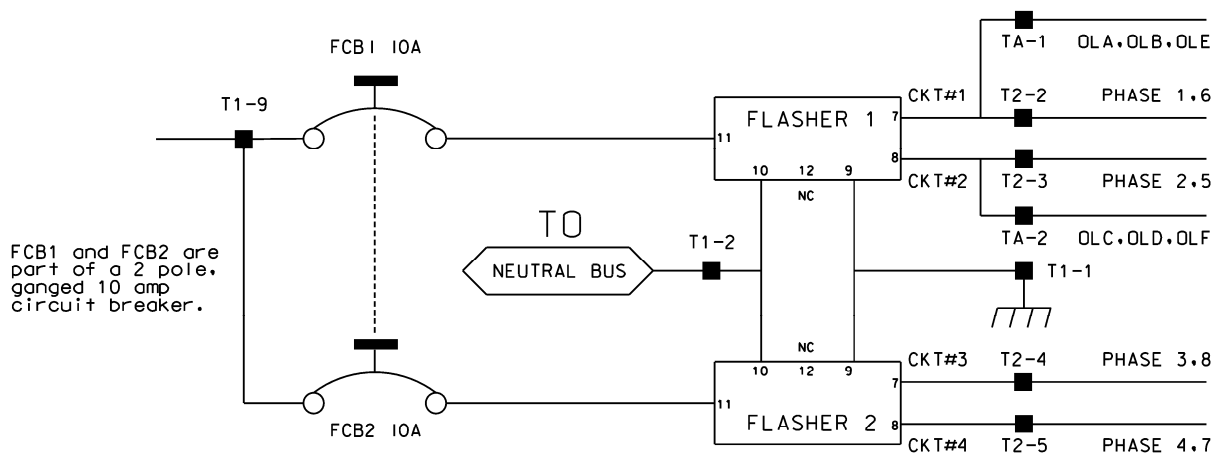 FCB1 10A
TA-1 OLA,OLB,OLE
T1-9
CKT#1 T2-2 PHASE 1,6
FLASHER 1
7
11
8
10 12 9
NC
CKT#2 T2-3 PHASE 2,5
TA-2 OLC,OLD,OLF
TO
NEUTRAL BUS
T1-2
T1-1
FCB1 and FCB2 are
part of a 2 pole,
ganged 10 amp
circuit breaker.
NC
10 12 9
CKT#3 T2-4 PHASE 3,8
7
11
FLASHER 2
8
FCB2 10A
CKT#4 T2-5 PHASE 4,7